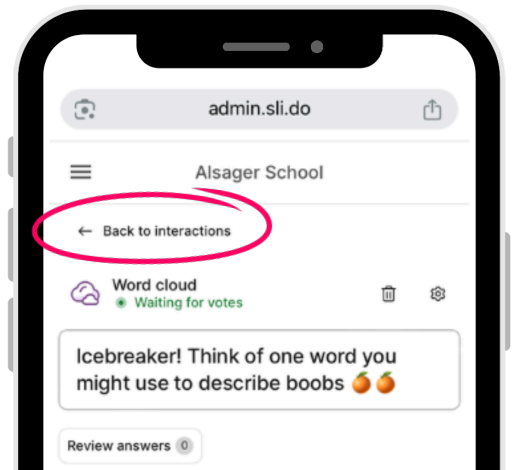 admin.sli.do
Alsager School
← Back to interactions
Word cloud
Waiting for votes
Icebreaker! Think of one word you
might use to describe boobs 🍊🍊
Review answers 0